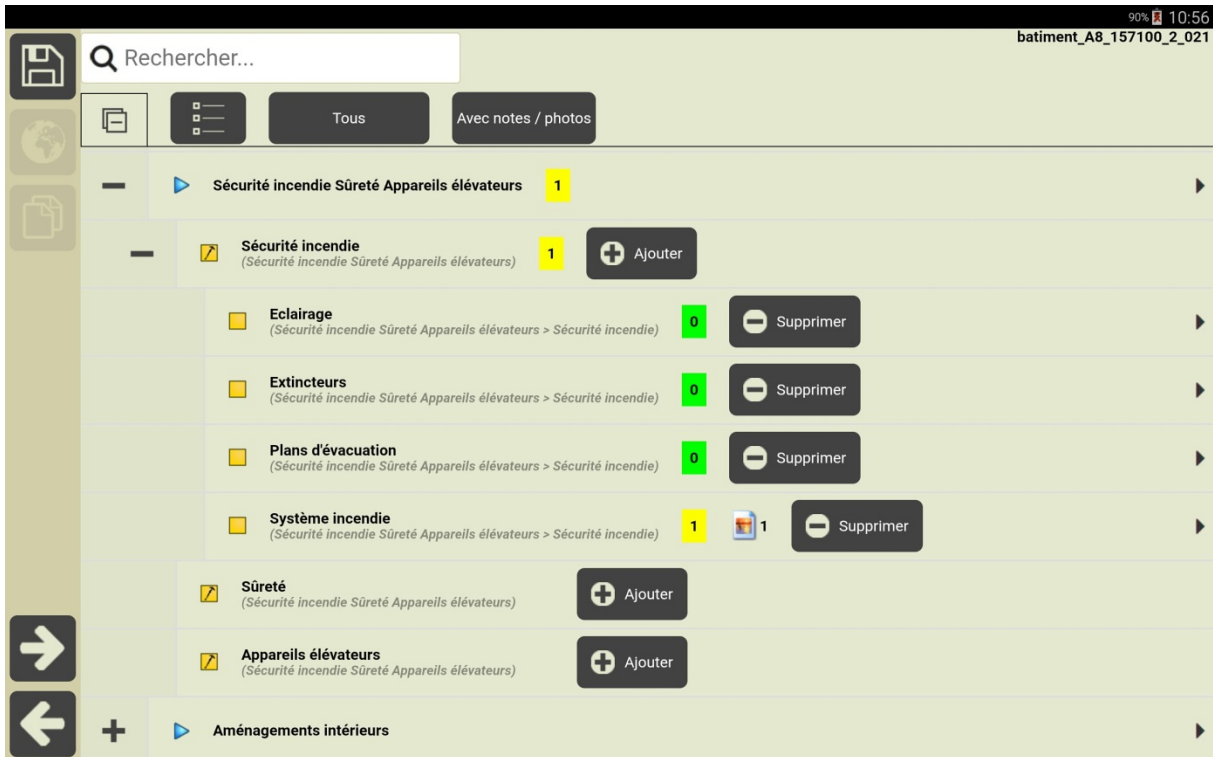 90% 10:56
batiment_A8_157100_2_021
Rechercher...
Tous
Avec notes / photos
Sécurité incendie Sûreté Appareils élévateurs 1
Sécurité incendie
(Sécurité incendie Sûreté Appareils élévateurs)
1
Ajouter
Eclairage
(Sécurité incendie Sûreté Appareils élévateurs > Sécurité incendie)
0
Supprimer
Extincteurs
(Sécurité incendie Sûreté Appareils élévateurs > Sécurité incendie)
0
Supprimer
Plans d'évacuation
(Sécurité incendie Sûreté Appareils élévateurs > Sécurité incendie)
0
Supprimer
Système incendie
(Sécurité incendie Sûreté Appareils élévateurs > Sécurité incendie)
1
1
Supprimer
Sûreté
(Sécurité incendie Sûreté Appareils élévateurs)
Ajouter
Appareils élévateurs
(Sécurité incendie Sûreté Appareils élévateurs)
Ajouter
Aménagements intérieurs